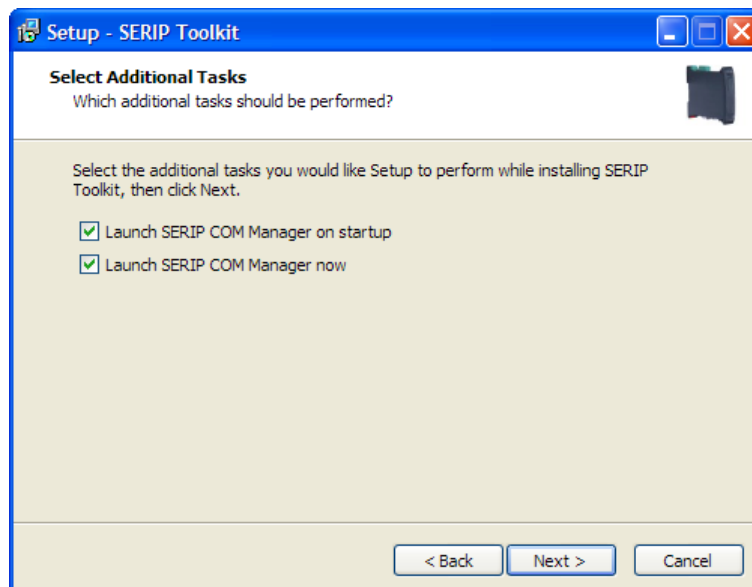 Setup - SERIP Toolkit
Select Additional Tasks
Which additional tasks should be performed?
Select the additional tasks you would like Setup to perform while installing SERIP
Toolkit, then click Next.
Launch SERIP COM Manager on startup
Launch SERIP COM Manager now
< Back
Next >
Cancel